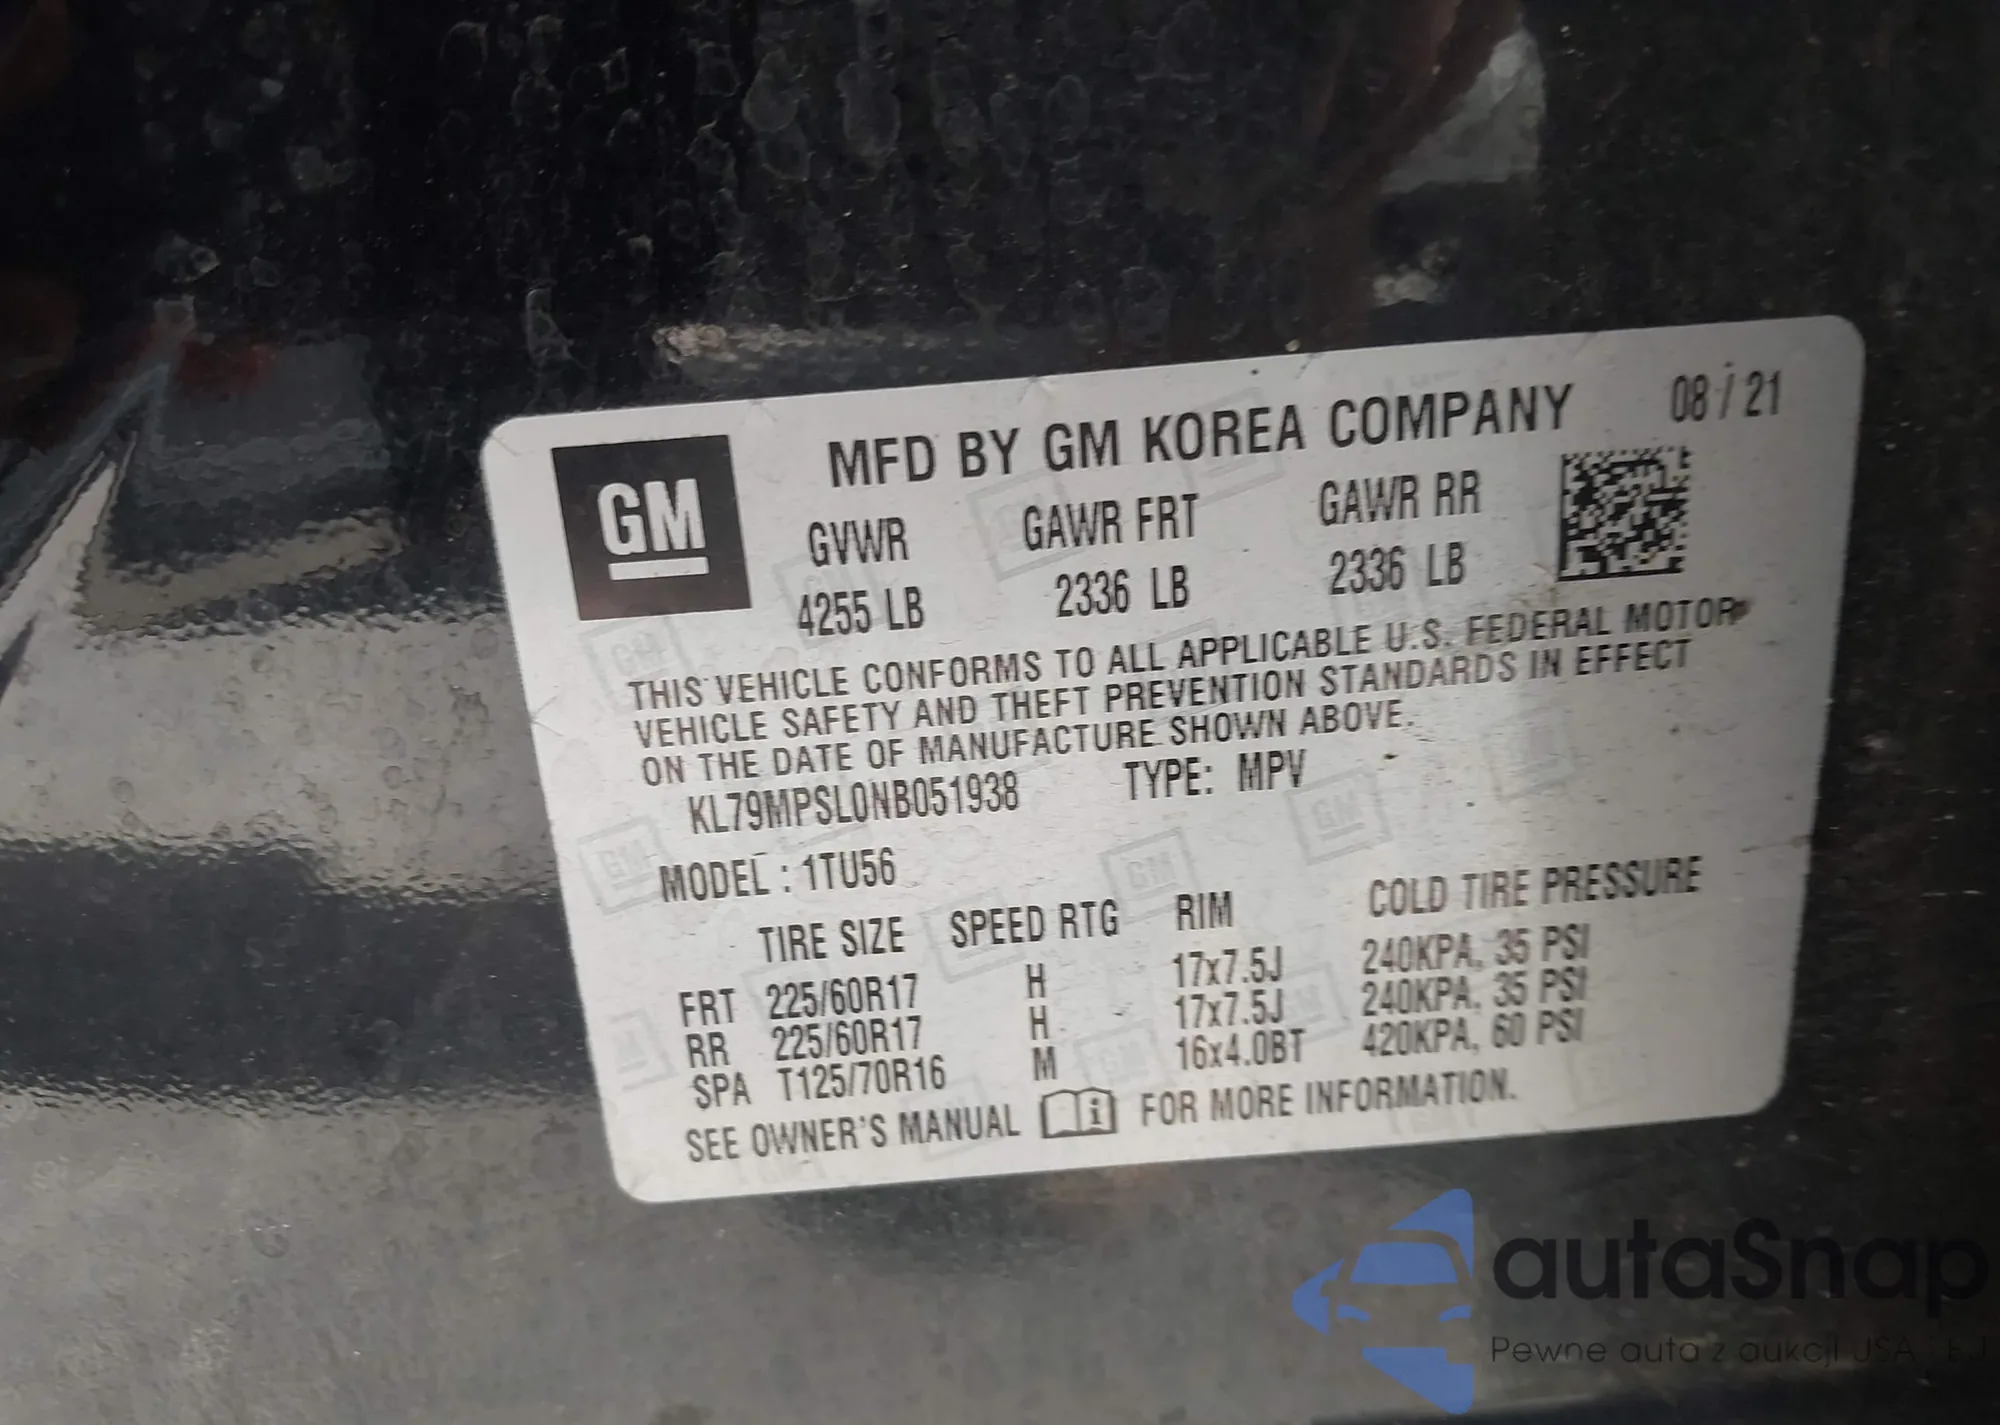 GM
MFD BY GM KOREA COMPANY 08 / 21
GVWR GAWR FRT GAWR RR
4255 LB 2336 LB 2336 LB
THIS VEHICLE CONFORMS TO ALL APPLICABLE U.S. FEDERAL MOTOR
VEHICLE SAFETY AND THEFT PREVENTION STANDARDS IN EFFECT
ON THE DATE OF MANUFACTURE SHOWN ABOVE.
KL79MPSL0NB051938 TYPE: MPV
MODEL : 1TU56
TIRE SIZE SPEED RTG RIM COLD TIRE PRESSURE
FRT 225/60R17 H 17x7.5J 240KPA, 35 PSI
RR 225/60R17 H 17x7.5J 240KPA, 35 PSI
SPA T125/70R16 M 16x4.0BT 420KPA, 60 PSI
SEE OWNER'S MANUAL i FOR MORE INFORMATION.
autaSnap
Pewne auta z aukcji USA